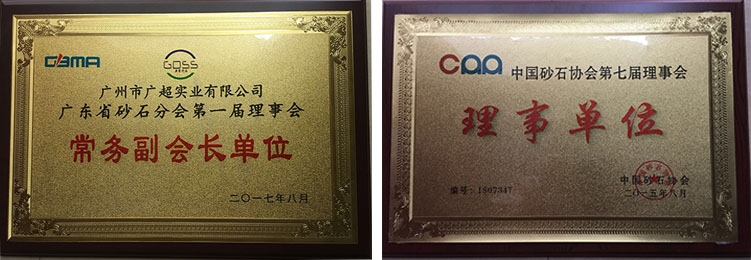 GBMA
GDSS
广州市广超实业有限公司
广东省砂石分会第一届理事会
常务副会长单位
二〇一七年八月
CAA 中国砂石协会第七届理事会
理事单位
编号:1S07347
中国砂石协会
二〇一五年八月